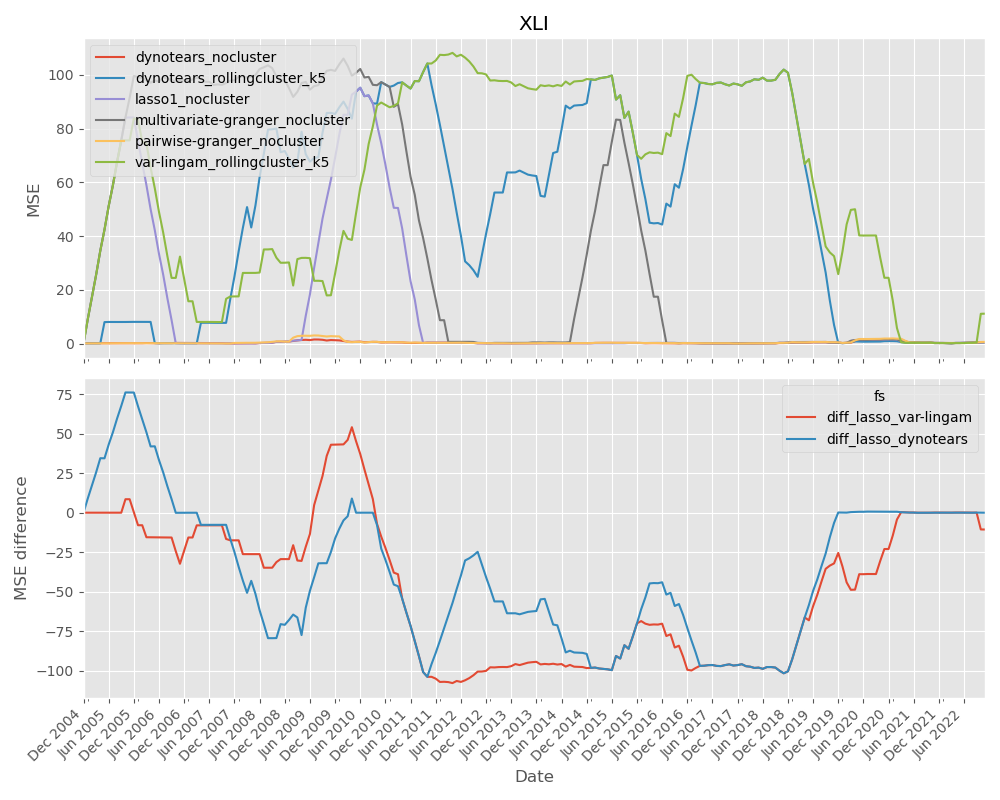 XLI
MSE
100
80
60
40
20
0
dynotears_nocluster
dynotears_rollingcluster_k5
lasso1_nocluster
multivariate-granger_nocluster
pairwise-granger_nocluster
var-lingam_rollingcluster_k5
MSE difference
75
50
25
0
−25
−50
−75
−100
fs
diff_lasso_var-lingam
diff_lasso_dynotears
Dec 2004
Jun 2005
Dec 2005
Jun 2006
Dec 2006
Jun 2007
Dec 2007
Jun 2008
Dec 2008
Jun 2009
Dec 2009
Jun 2010
Dec 2010
Jun 2011
Dec 2011
Jun 2012
Dec 2012
Jun 2013
Dec 2013
Jun 2014
Dec 2014
Jun 2015
Dec 2015
Jun 2016
Dec 2016
Jun 2017
Dec 2017
Jun 2018
Dec 2018
Jun 2019
Dec 2019
Jun 2020
Dec 2020
Jun 2021
Dec 2021
Jun 2022
Date